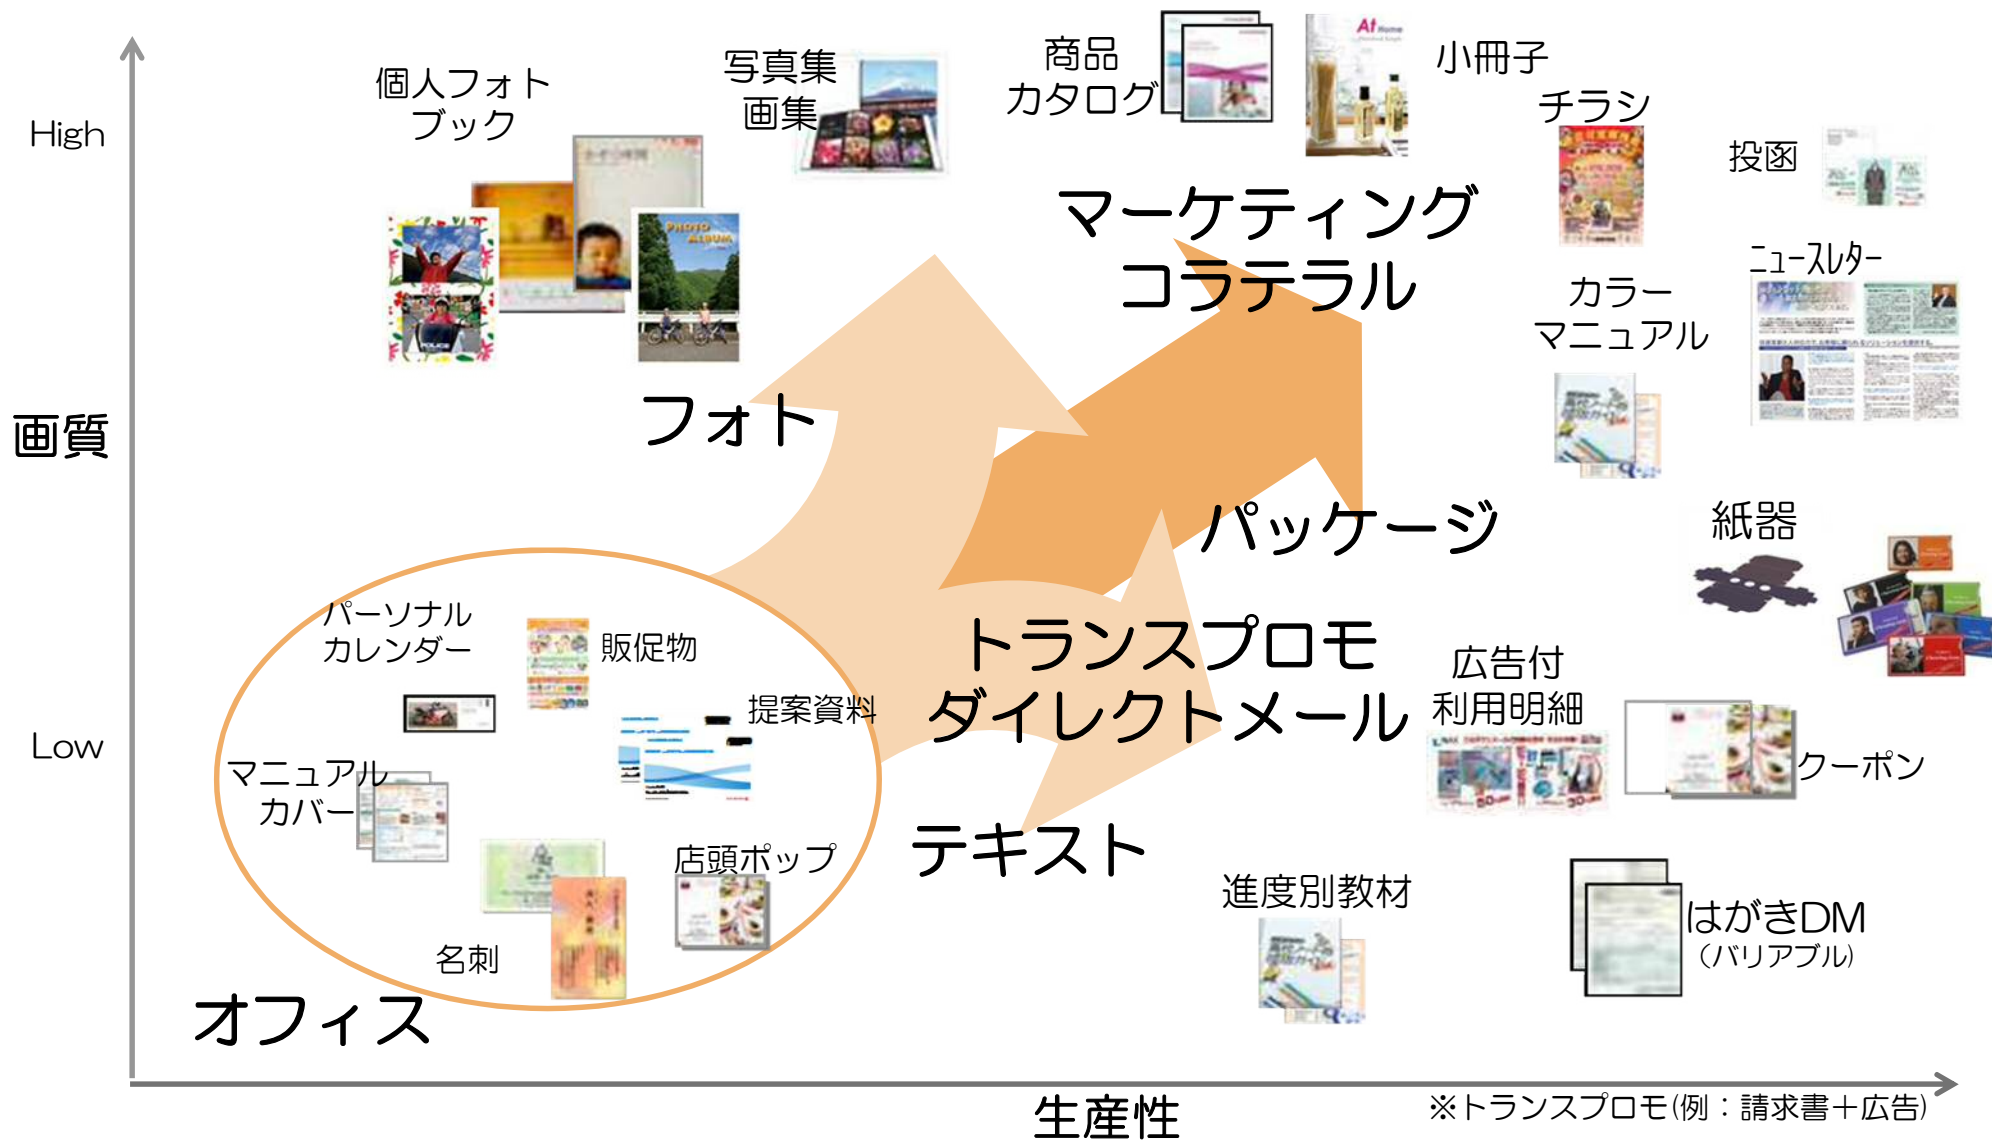 High
画質
Low
個人フォト
ブック
写真集
画集
商品
カタログ
At Home
小冊子
チラシ
投函
マーケティング
コラテラル
ニュースレター
カラー
マニュアル
PHOTO
ALBUM
POLICE
フォト
パッケージ
紙器
パーソナル
カレンダー
販促物
提案資料
トランスプロモ
ダイレクトメール
広告付
利用明細
クーポン
マニュアル
カバー
店頭ポップ
テキスト
進度別教材
はがきDM
（バリアブル）
名刺
オフィス
生産性
※トランスプロモ(例：請求書＋広告)